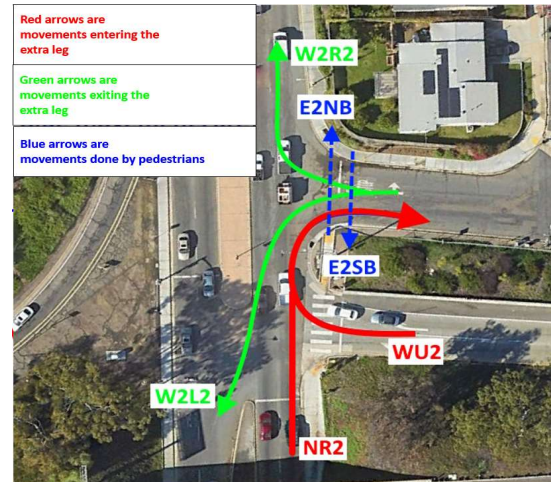 Red arrows are
movements entering the
extra leg
Green arrows are
movements exiting the
extra leg
Blue arrows are
movements done by pedestrians
W2R2
E2NB
E2SB
WU2
W2L2
NR2